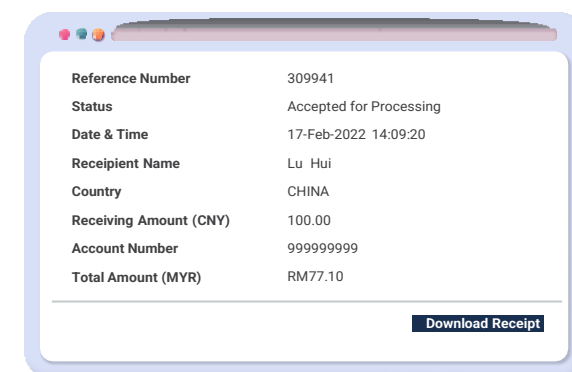 Reference Number 309941
Status Accepted for Processing
Date & Time 17-Feb-2022 14:09:20
Receipient Name Lu Hui
Country CHINA
Receiving Amount (CNY) 100.00
Account Number 999999999
Total Amount (MYR) RM77.10
Download Receipt